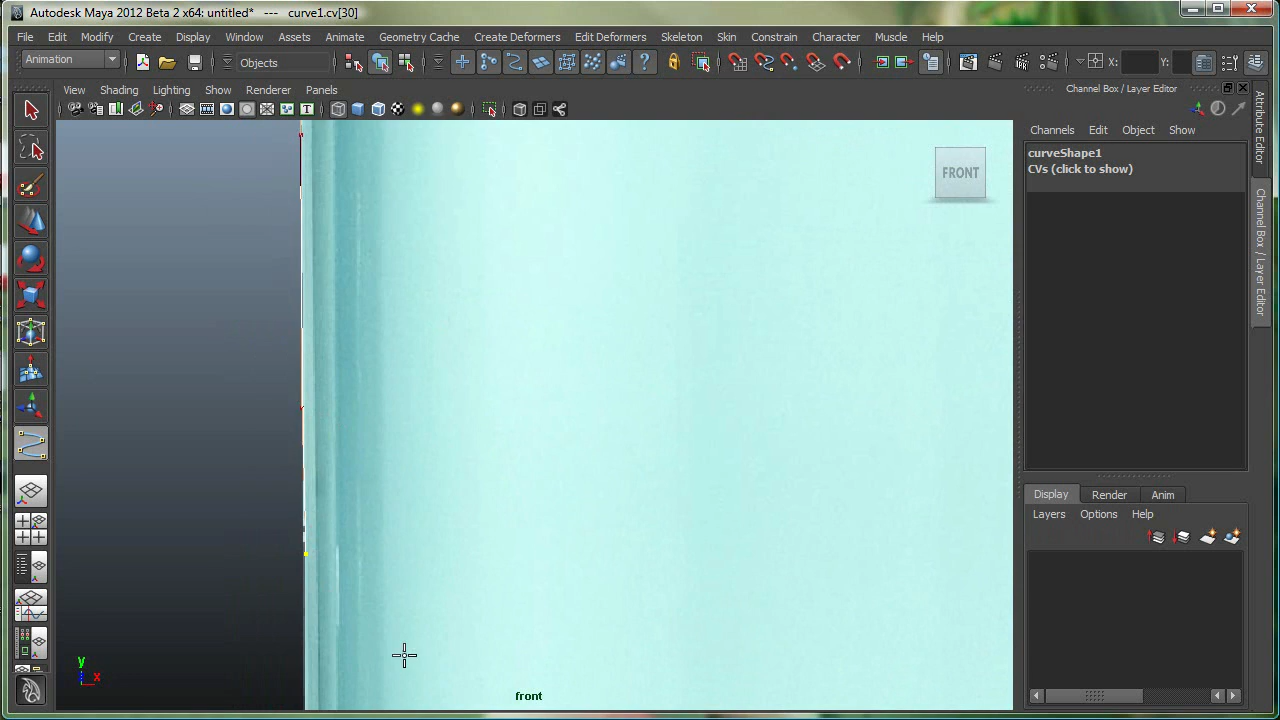 Autodesk Maya 2012 Beta 2 x64: untitled* --- curve1.cv[30]
File Edit Modify Create Display Window Assets Animate Geometry Cache Create Deformers Edit Deformers Skeleton Skin Constrain Character Muscle Help
Animation Objects X: Y:
View Shading Lighting Show Renderer Panels
Channel Box / Layer Editor
Channels Edit Object Show
curveShape1
CVs (click to show)
FRONT
Attribute Editor
Channel Box / Layer Editor
Display Render Anim
Layers Options Help
y
x
front